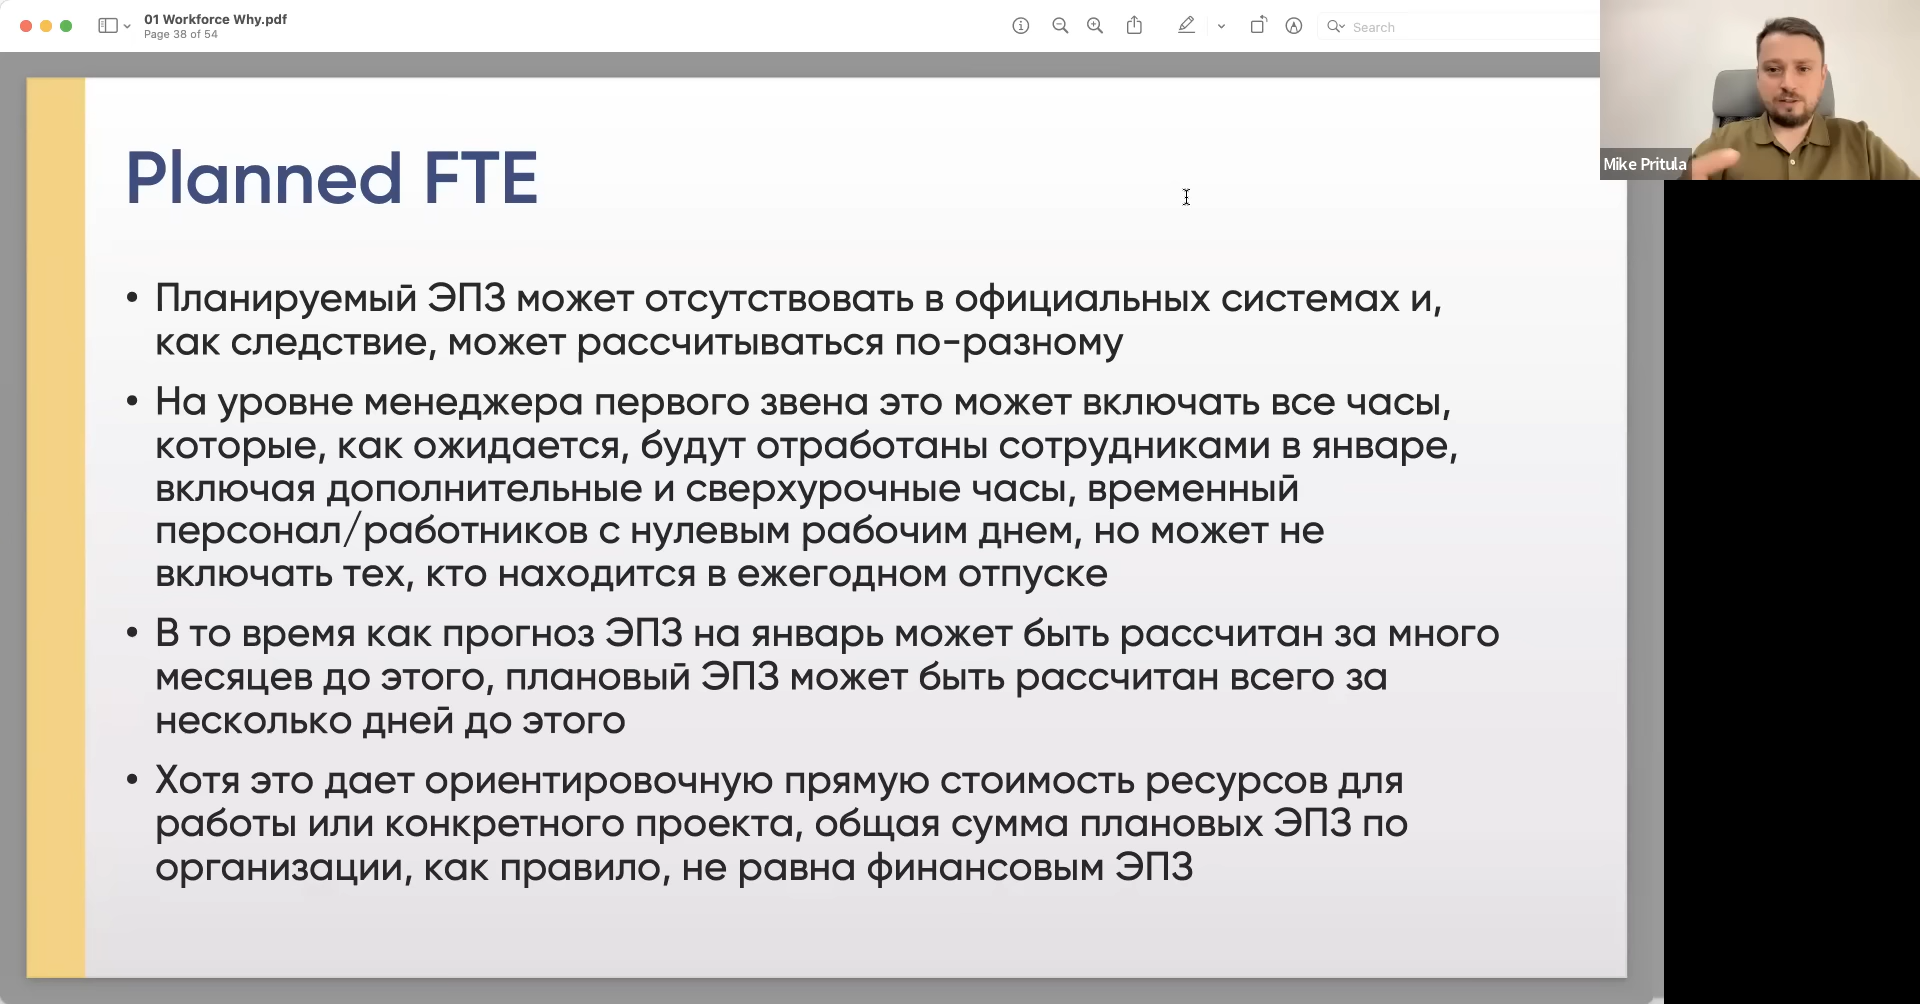 01 Workforce Why.pdf
Page 38 of 54
Search
Mike Pritula
Planned FTE
• Планируемый ЭПЗ может отсутствовать в официальных системах и,
как следствие, может рассчитываться по-разному
• На уровне менеджера первого звена это может включать все часы,
которые, как ожидается, будут отработаны сотрудниками в январе,
включая дополнительные и сверхурочные часы, временный
персонал/работников с нулевым рабочим днем, но может не
включать тех, кто находится в ежегодном отпуске
• В то время как прогноз ЭПЗ на январь может быть рассчитан за много
месяцев до этого, плановый ЭПЗ может быть рассчитан всего за
несколько дней до этого
• Хотя это дает ориентировочную прямую стоимость ресурсов для
работы или конкретного проекта, общая сумма плановых ЭПЗ по
организации, как правило, не равна финансовым ЭПЗ